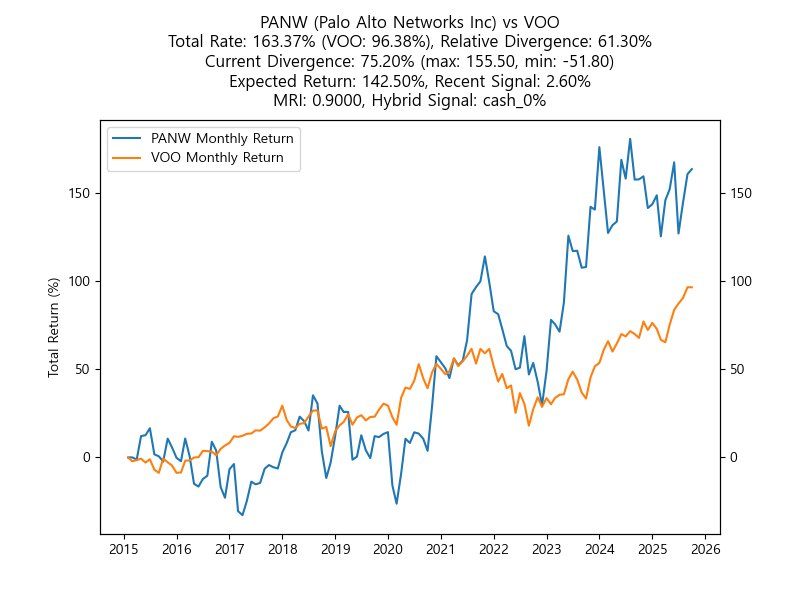 PANW (Palo Alto Networks Inc) vs VOO
Total Rate: 163.37% (VOO: 96.38%), Relative Divergence: 61.30%
Current Divergence: 75.20% (max: 155.50, min: -51.80)
Expected Return: 142.50%, Recent Signal: 2.60%
MRI: 0.9000, Hybrid Signal: cash_0%
PANW Monthly Return
VOO Monthly Return
150
150
100
100
50
50
0
0
Total Return (%)
2015 2016 2017 2018 2019 2020 2021 2022 2023 2024 2025 2026